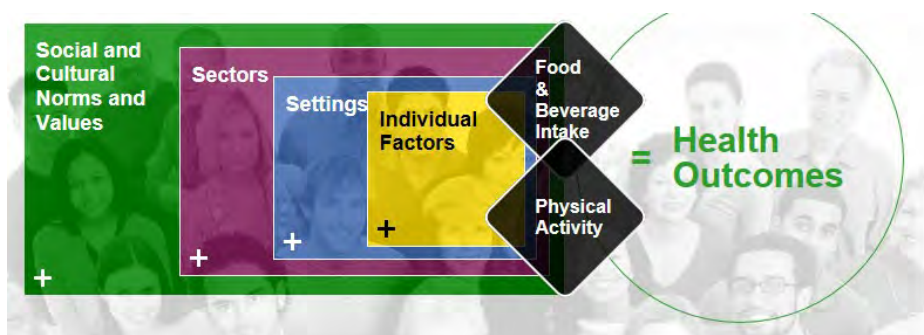 Social and
Cultural
Norms and
Values
+
Sectors
+
Settings
+
Individual
Factors
+
Food
&
Beverage
Intake
Physical
Activity
=
Health
Outcomes